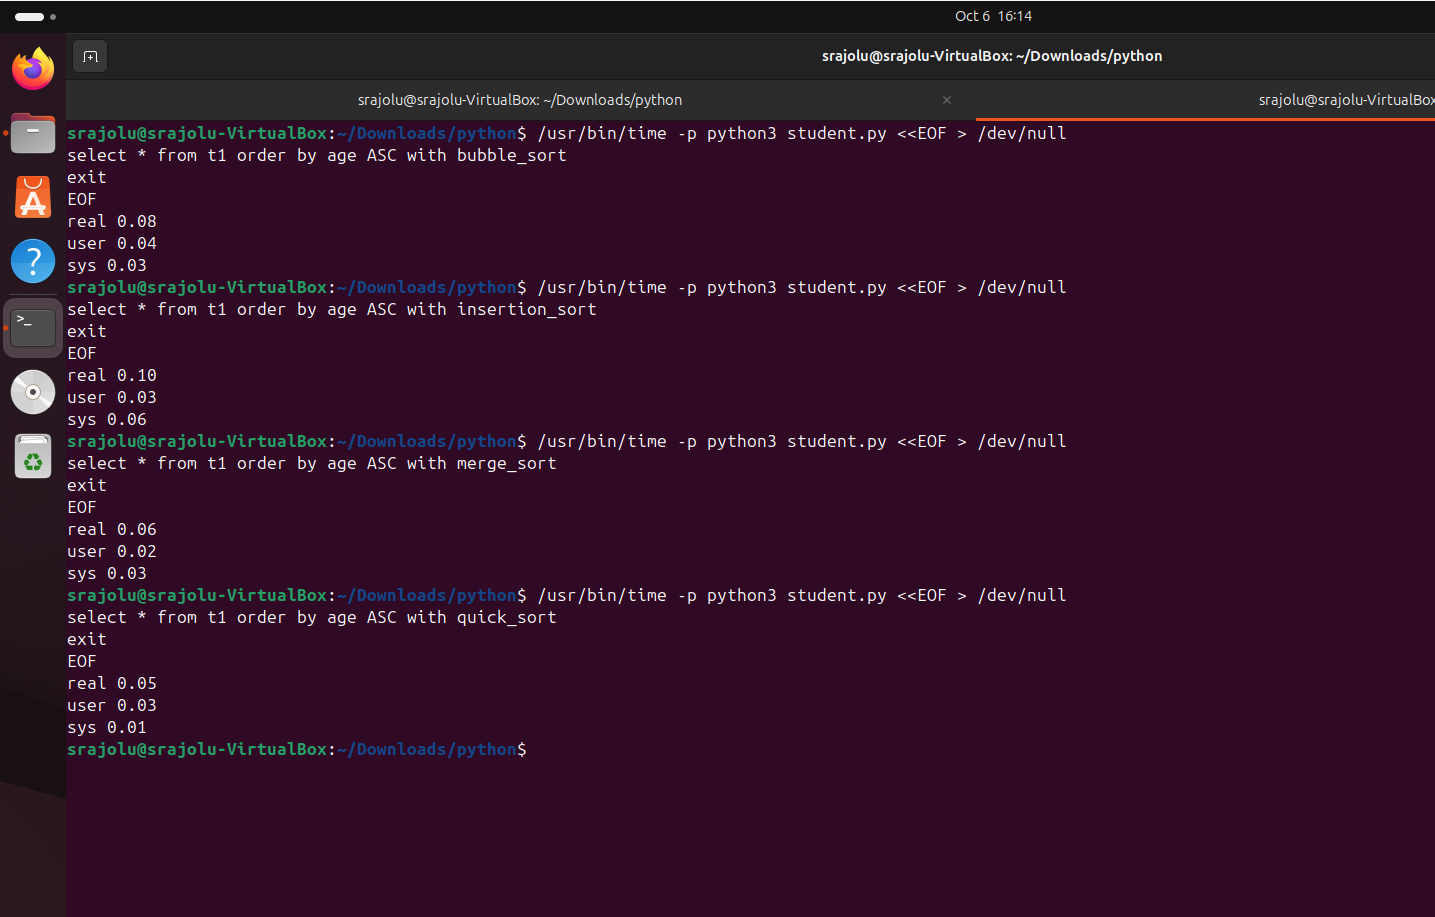 Oct 6 16:14
srajolu@srajolu-VirtualBox: ~/Downloads/python
srajolu@srajolu-VirtualBox: ~/Downloads/python
srajolu@srajolu-VirtualBox
srajolu@srajolu-VirtualBox:~/Downloads/python$ /usr/bin/time -p python3 student.py <<EOF > /dev/null
select * from t1 order by age ASC with bubble_sort
exit
EOF
real 0.08
user 0.04
sys 0.03
srajolu@srajolu-VirtualBox:~/Downloads/python$ /usr/bin/time -p python3 student.py <<EOF > /dev/null
select * from t1 order by age ASC with insertion_sort
exit
EOF
real 0.10
user 0.03
sys 0.06
srajolu@srajolu-VirtualBox:~/Downloads/python$ /usr/bin/time -p python3 student.py <<EOF > /dev/null
select * from t1 order by age ASC with merge_sort
exit
EOF
real 0.06
user 0.02
sys 0.03
srajolu@srajolu-VirtualBox:~/Downloads/python$ /usr/bin/time -p python3 student.py <<EOF > /dev/null
select * from t1 order by age ASC with quick_sort
exit
EOF
real 0.05
user 0.03
sys 0.01
srajolu@srajolu-VirtualBox:~/Downloads/python$